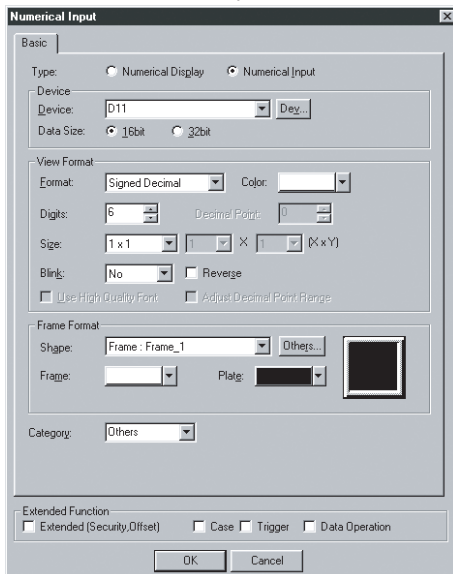 Numerical Input
Basic
Type: Numerical Display Numerical Input
Device
Device: D11 Dev...
Data Size: 16bit 32bit
View Format
Format: Signed Decimal Color:
Digits: 6 Decimal Point: 0
Size: 1 x 1 1 X 1 (X x Y)
Blink: No Reverse
Use High Quality Font Adjust Decimal Point Range
Frame Format
Shape: Frame : Frame_1 Others...
Frame: Plate:
Category: Others
Extended Function
Extended (Security,Offset) Case Trigger Data Operation
OK Cancel